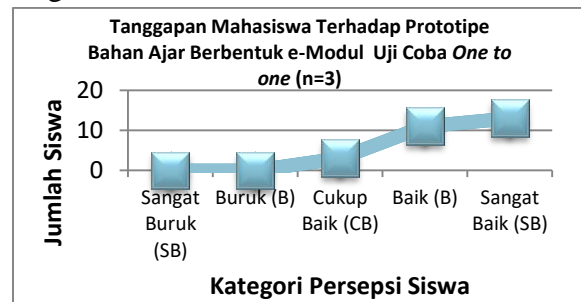 Tanggapan Mahasiswa Terhadap Prototipe
Bahan Ajar Berbentuk e-Modul Uji Coba One to
one (n=3)
20
10
0
Jumlah Siswa
Sangat Buruk (SB)
Buruk (B)
Cukup Baik (CB)
Baik (B)
Sangat Baik (SB)
Kategori Persepsi Siswa